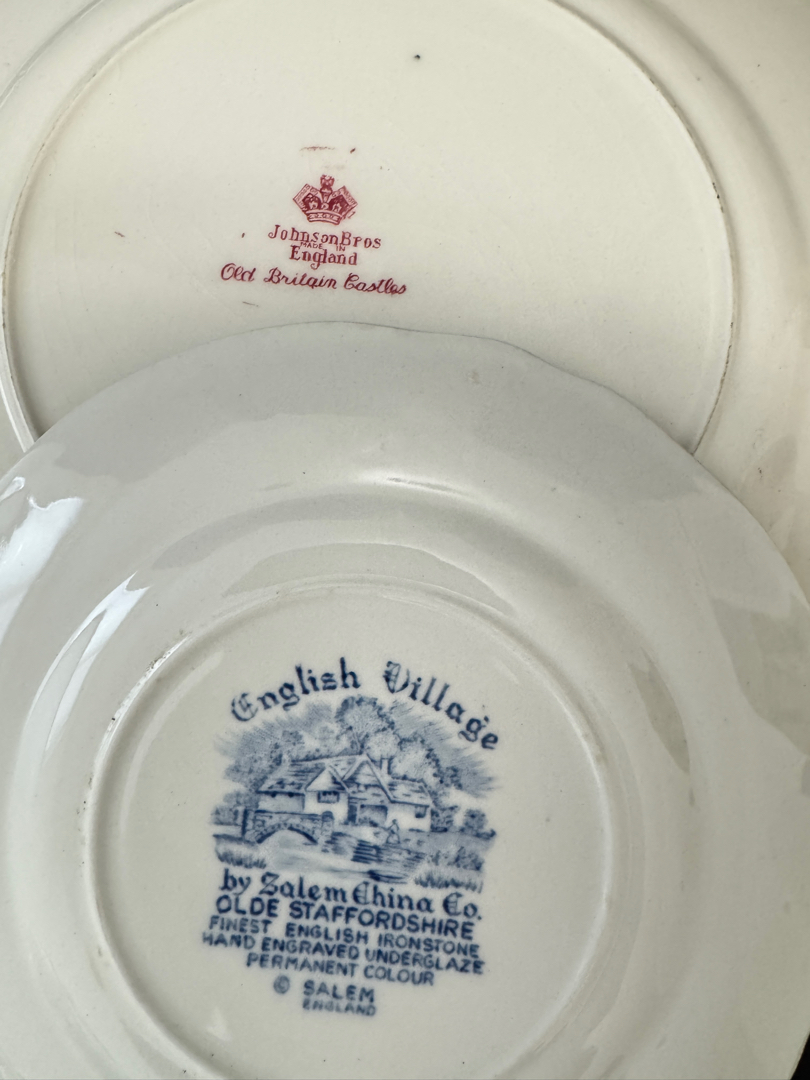 Johnson Bros
MADE IN
England
Old Britain Castles
English Village
by Salem China Co.
OLDE STAFFORDSHIRE
FINEST ENGLISH IRONSTONE
HAND ENGRAVED UNDERGLAZE
PERMANENT COLOUR
© SALEM
ENGLAND